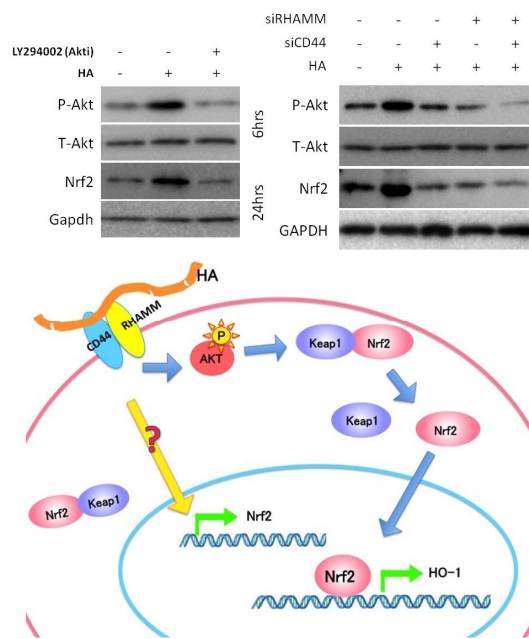 LY294002 (Akti) - - +
HA - + +
P-Akt
T-Akt
Nrf2
Gapdh
6hrs
24hrs
siRHAMM - - - + +
siCD44 - - + - +
HA - + + + +
P-Akt
T-Akt
Nrf2
GAPDH
HA
CD44
RHAMM
P
AKT
Keap1
Nrf2
Keap1
Nrf2
?
Nrf2
Keap1
Nrf2
Nrf2
HO-1